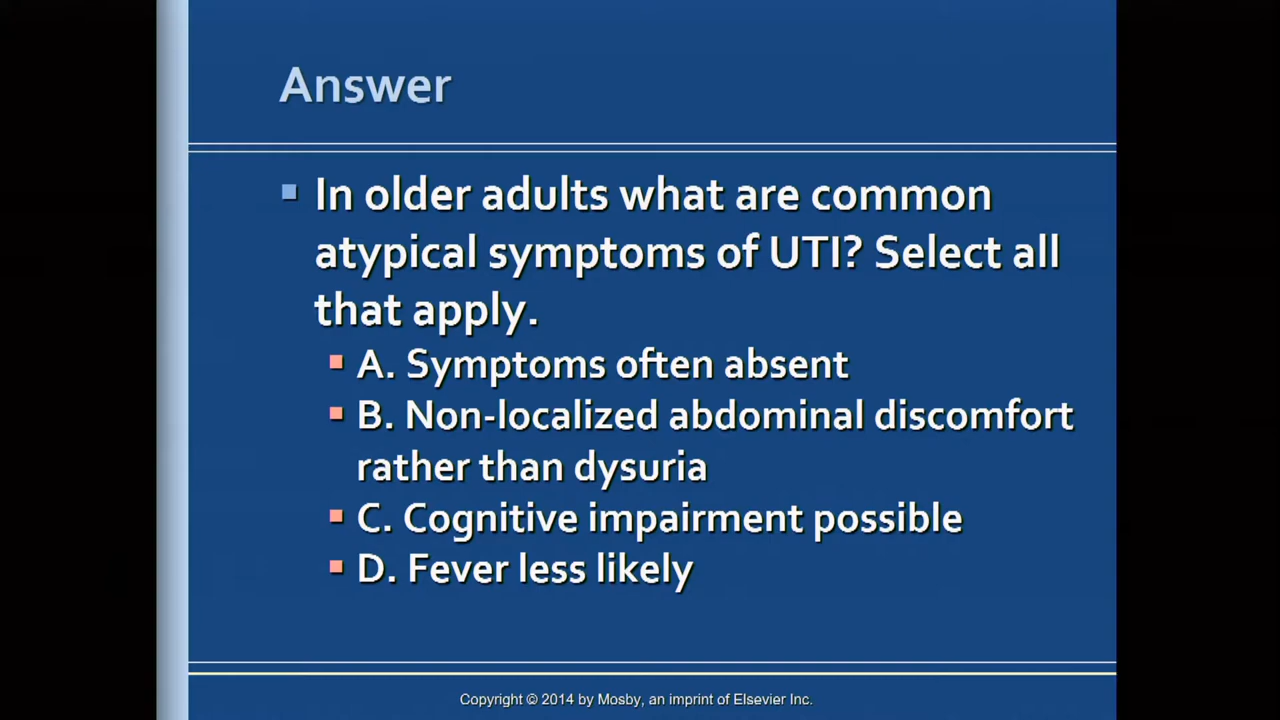 Answer
In older adults what are common
atypical symptoms of UTI? Select all
that apply.
A. Symptoms often absent
B. Non-localized abdominal discomfort
rather than dysuria
C. Cognitive impairment possible
D. Fever less likely
Copyright © 2014 by Mosby, an imprint of Elsevier Inc.